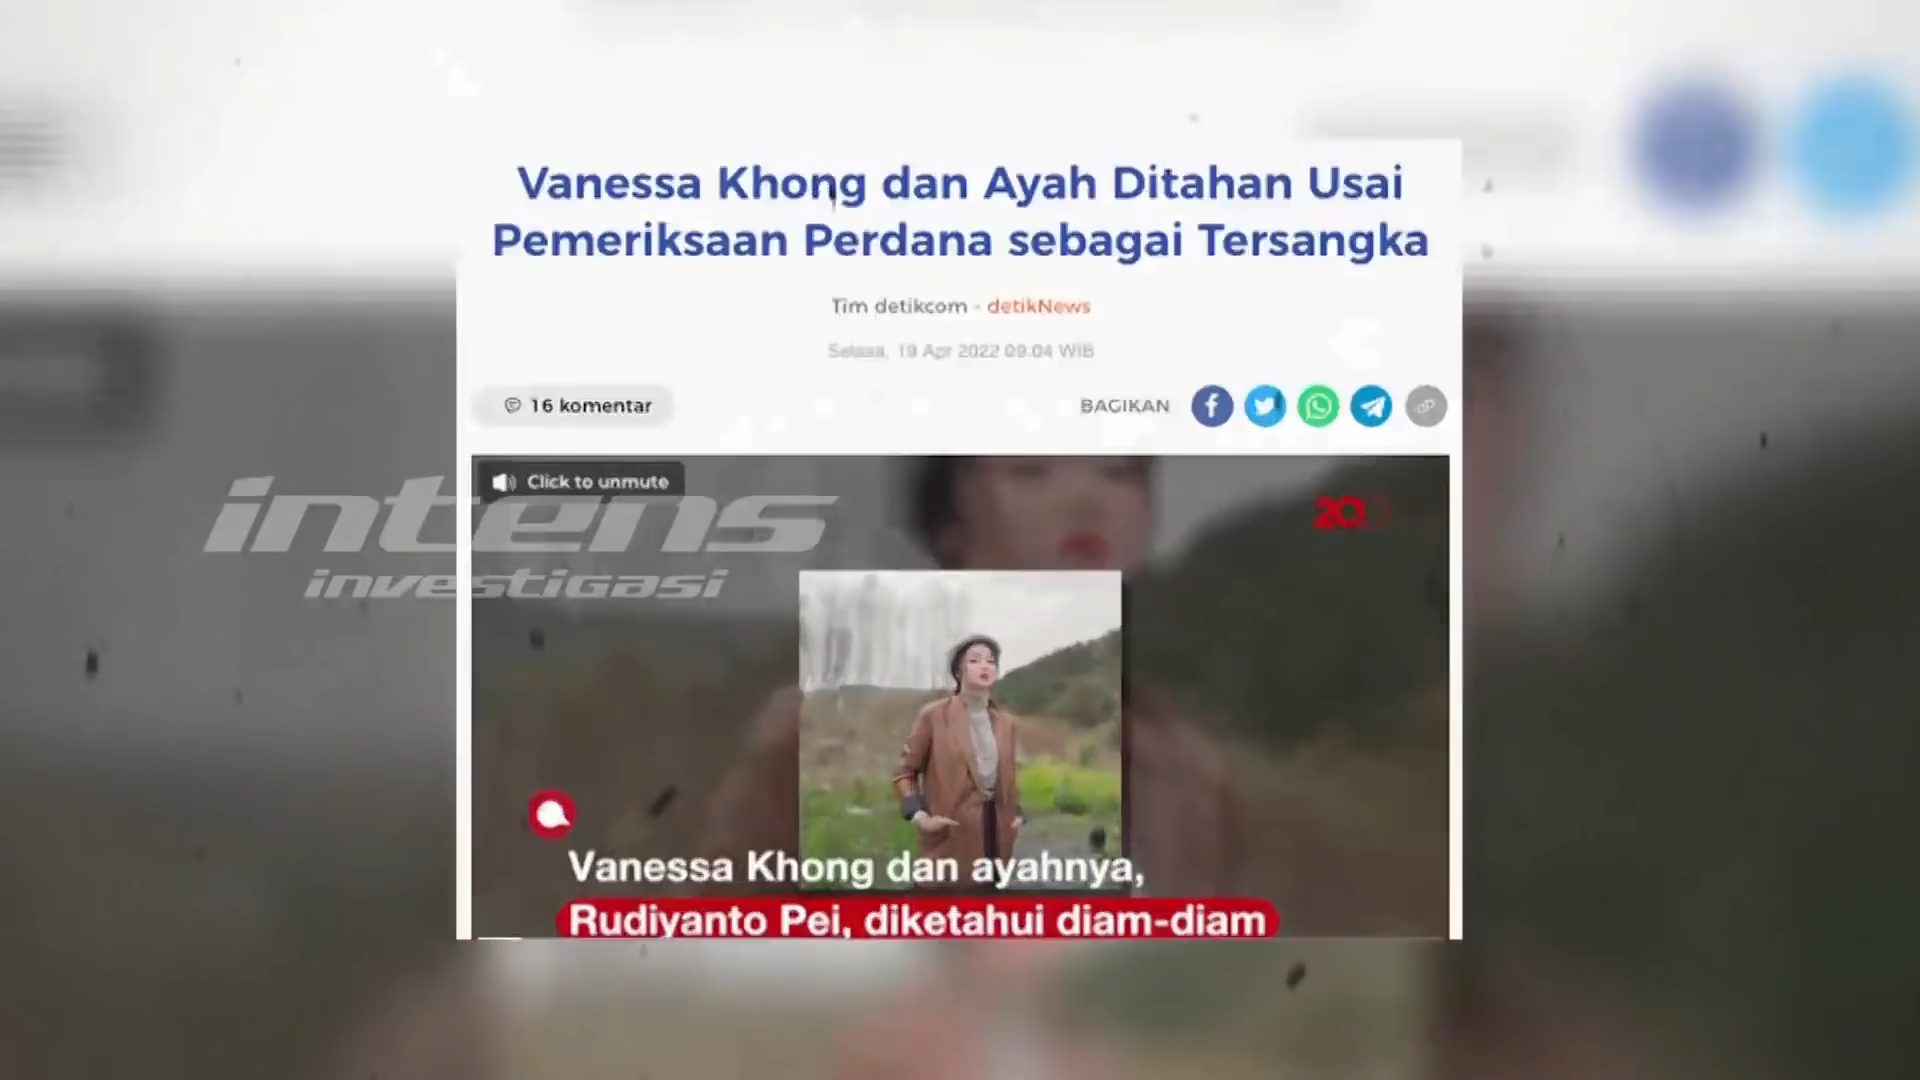 Vanessa Khong dan Ayah Ditahan Usai
Pemeriksaan Perdana sebagai Tersangka
Tim detikcom - detikNews
Selasa, 19 Apr 2022 09:04 WIB
16 komentar
BAGIKAN
Click to unmute
intens
investigasi
20
Vanessa Khong dan ayahnya,
Rudiyanto Pei, diketahui diam-diam